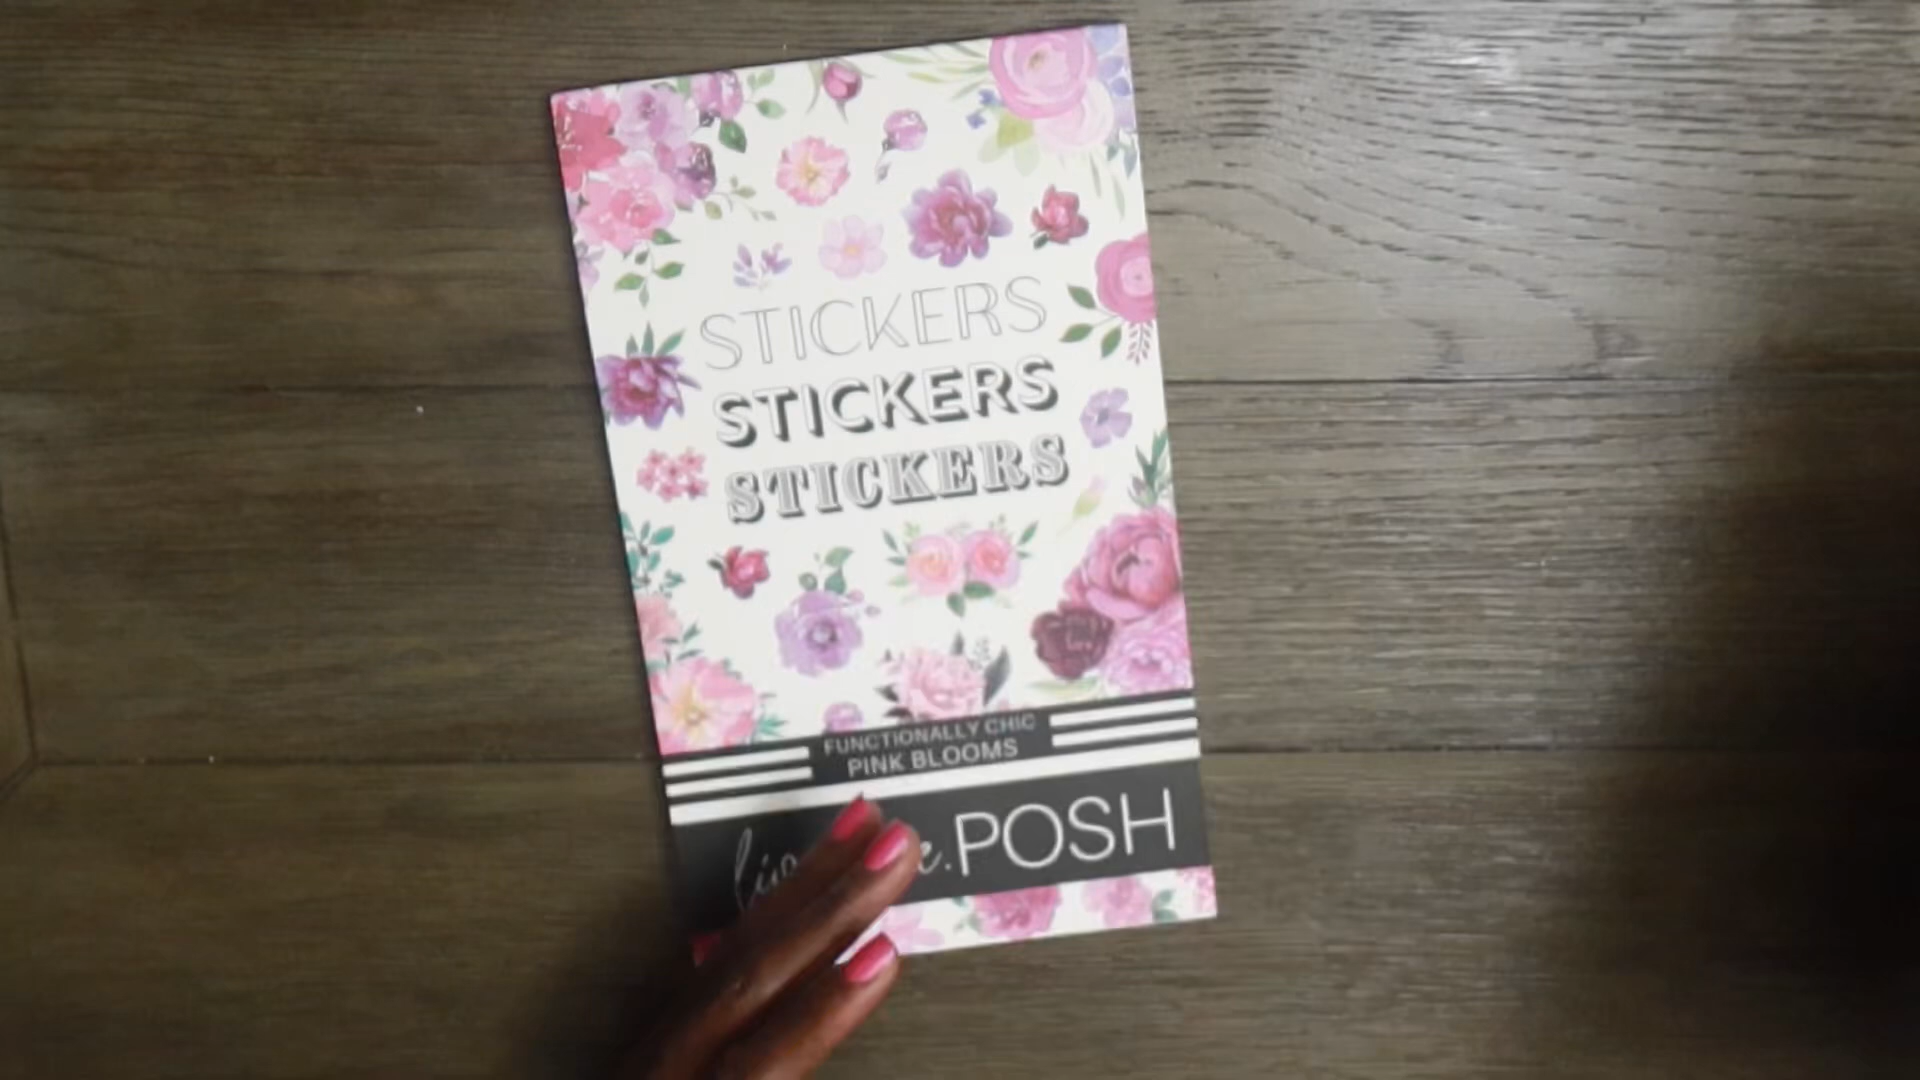 STICKERS
STICKERS
STICKERS
FUNCTIONALLY CHIC
PINK BLOOMS
POSH